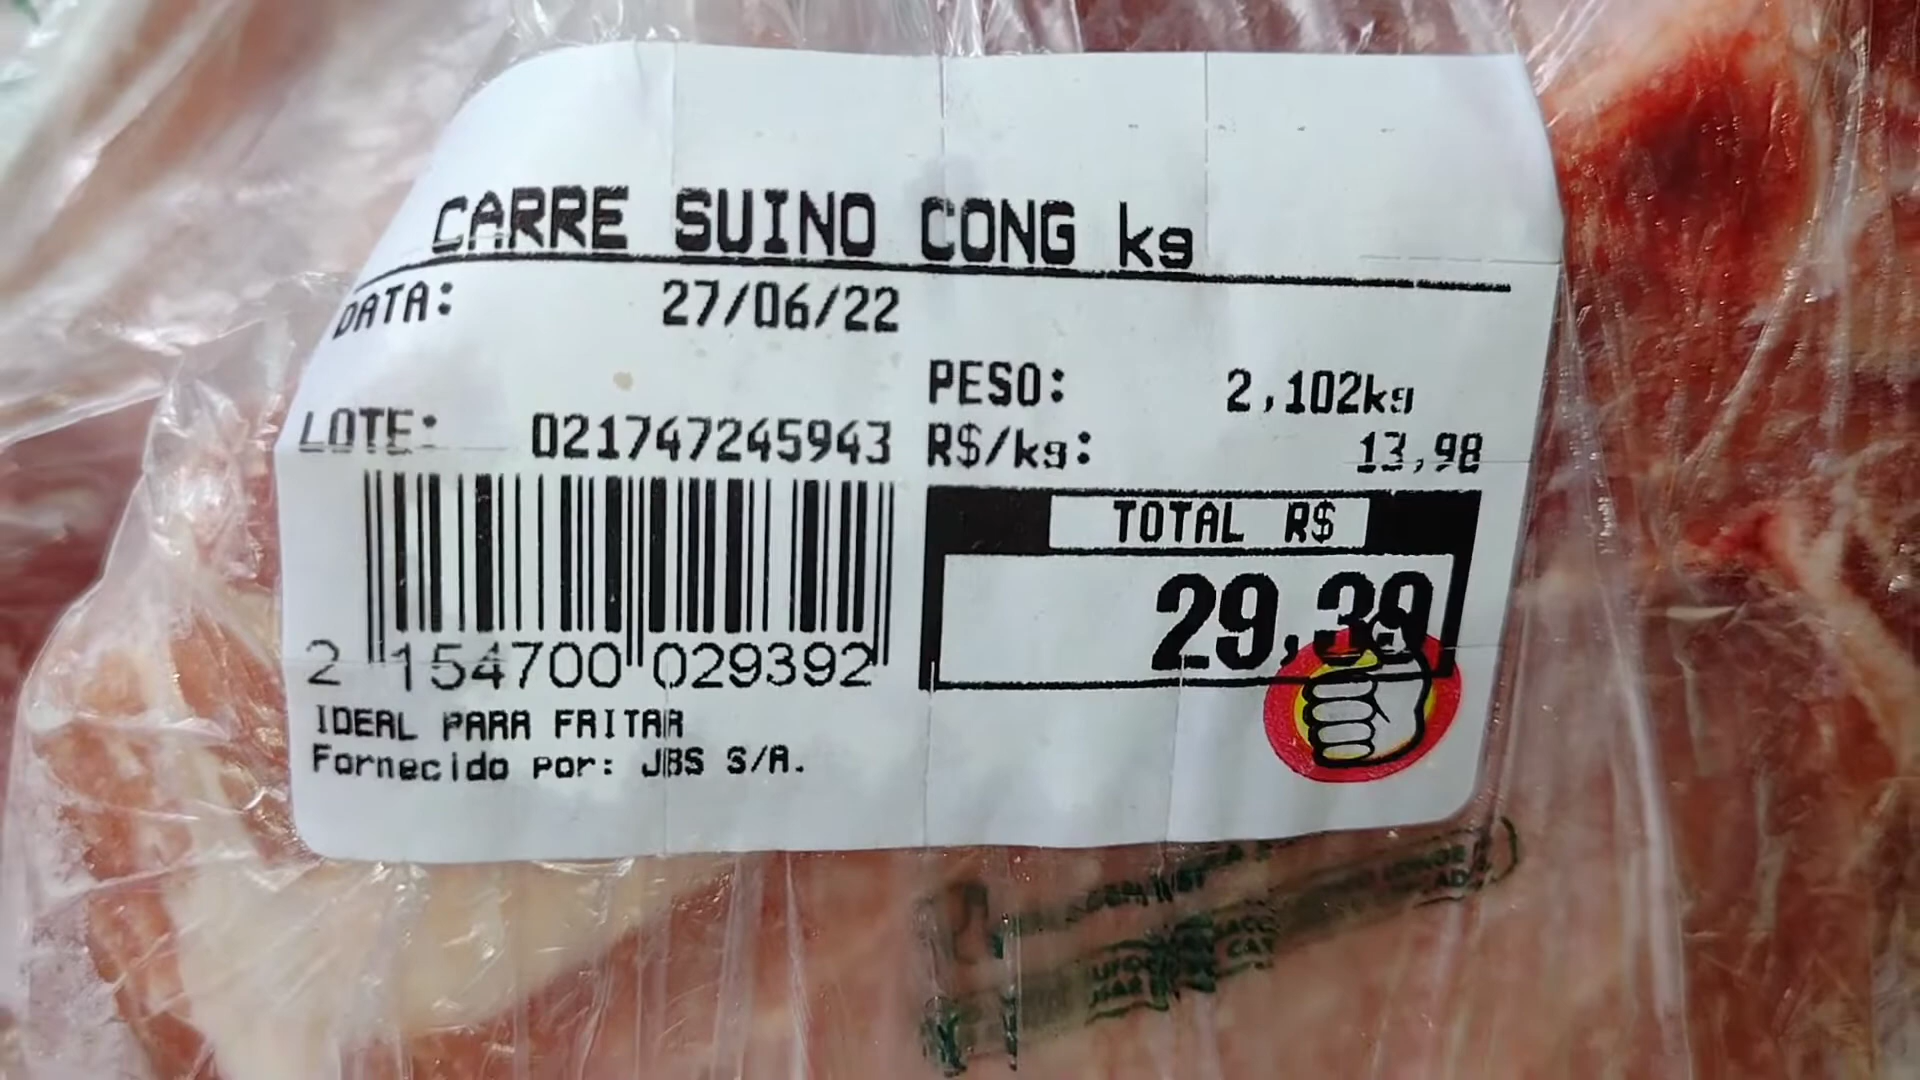 CARRE SUINO CONG kg
DATA: 27/06/22
PESO: 2,102kg
LOTE: 021747245943
R$/kg: 13,98
TOTAL R$
29,39
2 154700 029392
IDEAL PARA FRITAR
Fornecido por: JBS S/A.